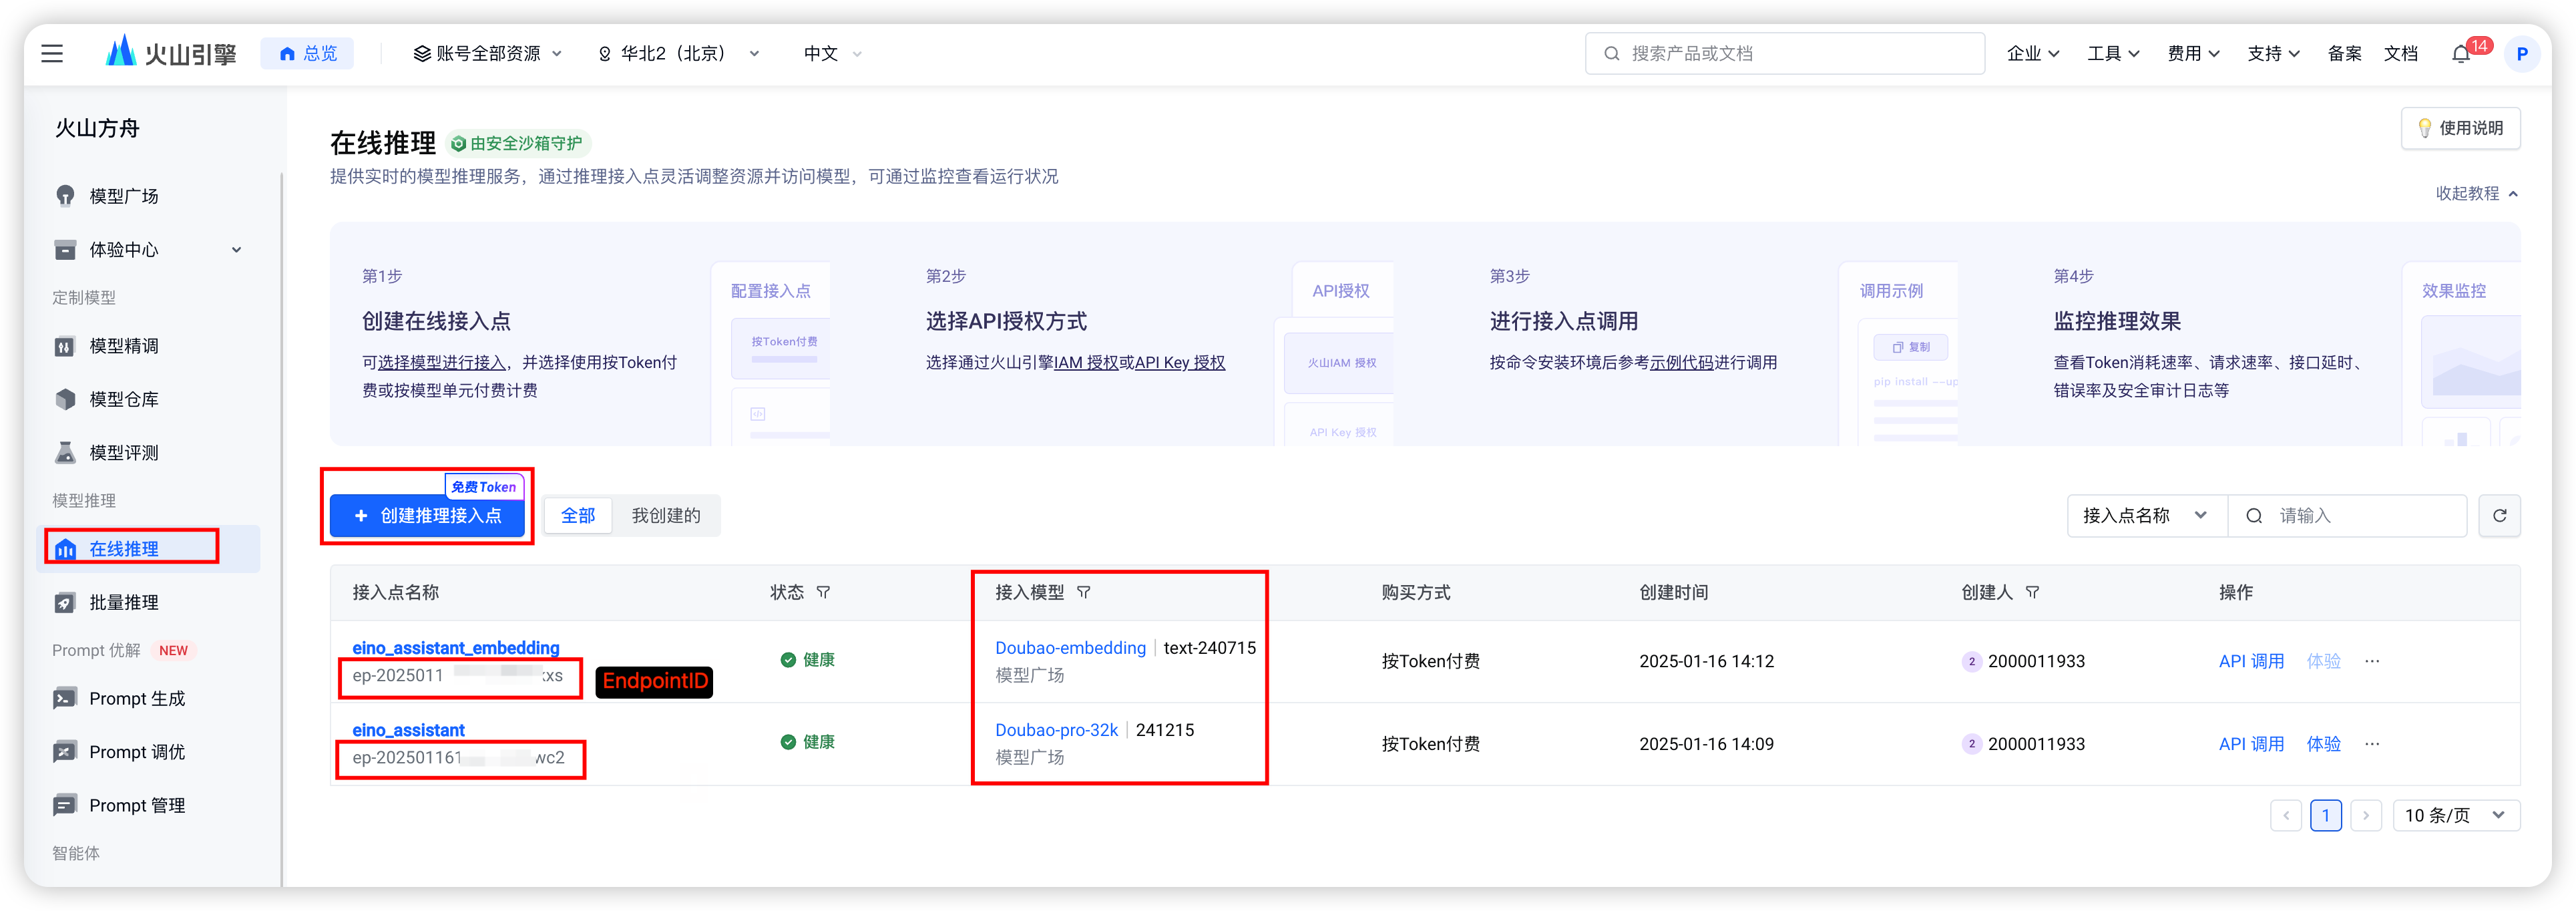 火山引擎
总览
账号全部资源
华北2（北京）
中文
搜索产品或文档
企业
工具
费用
支持
备案
文档
14
P
火山方舟
模型广场
体验中心
定制模型
模型精调
模型仓库
模型评测
模型推理
在线推理
批量推理
Prompt 优解 NEW
Prompt 生成
Prompt 调优
Prompt 管理
智能体
在线推理
由安全沙箱守护
提供实时的模型推理服务，通过推理接入点灵活调整资源并访问模型，可通过监控查看运行状况
使用说明
收起教程
第1步
创建在线接入点
可选择模型进行接入，并选择使用按Token付
费或按模型单元付费计费
配置接入点
按Token付费
第2步
选择API授权方式
选择通过火山引擎IAM 授权或API Key 授权
API授权
火山IAM 授权
API Key 授权
第3步
进行接入点调用
按命令安装环境后参考示例代码进行调用
调用示例
复制
pip install --up
第4步
监控推理效果
查看Token消耗速率、请求速率、接口延时、
错误率及安全审计日志等
效果监控
免费Token
+ 创建推理接入点
全部
我创建的
接入点名称
请输入
接入点名称
状态
接入模型
购买方式
创建时间
创建人
操作
eino_assistant_embedding
ep-2025011
xs
EndpointID
健康
Doubao-embedding | text-240715
模型广场
按Token付费
2025-01-16 14:12
2 2000011933
API 调用 体验 ···
eino_assistant
ep-202501161
wc2
健康
Doubao-pro-32k | 241215
模型广场
按Token付费
2025-01-16 14:09
2 2000011933
API 调用 体验 ···
1
10 条/页